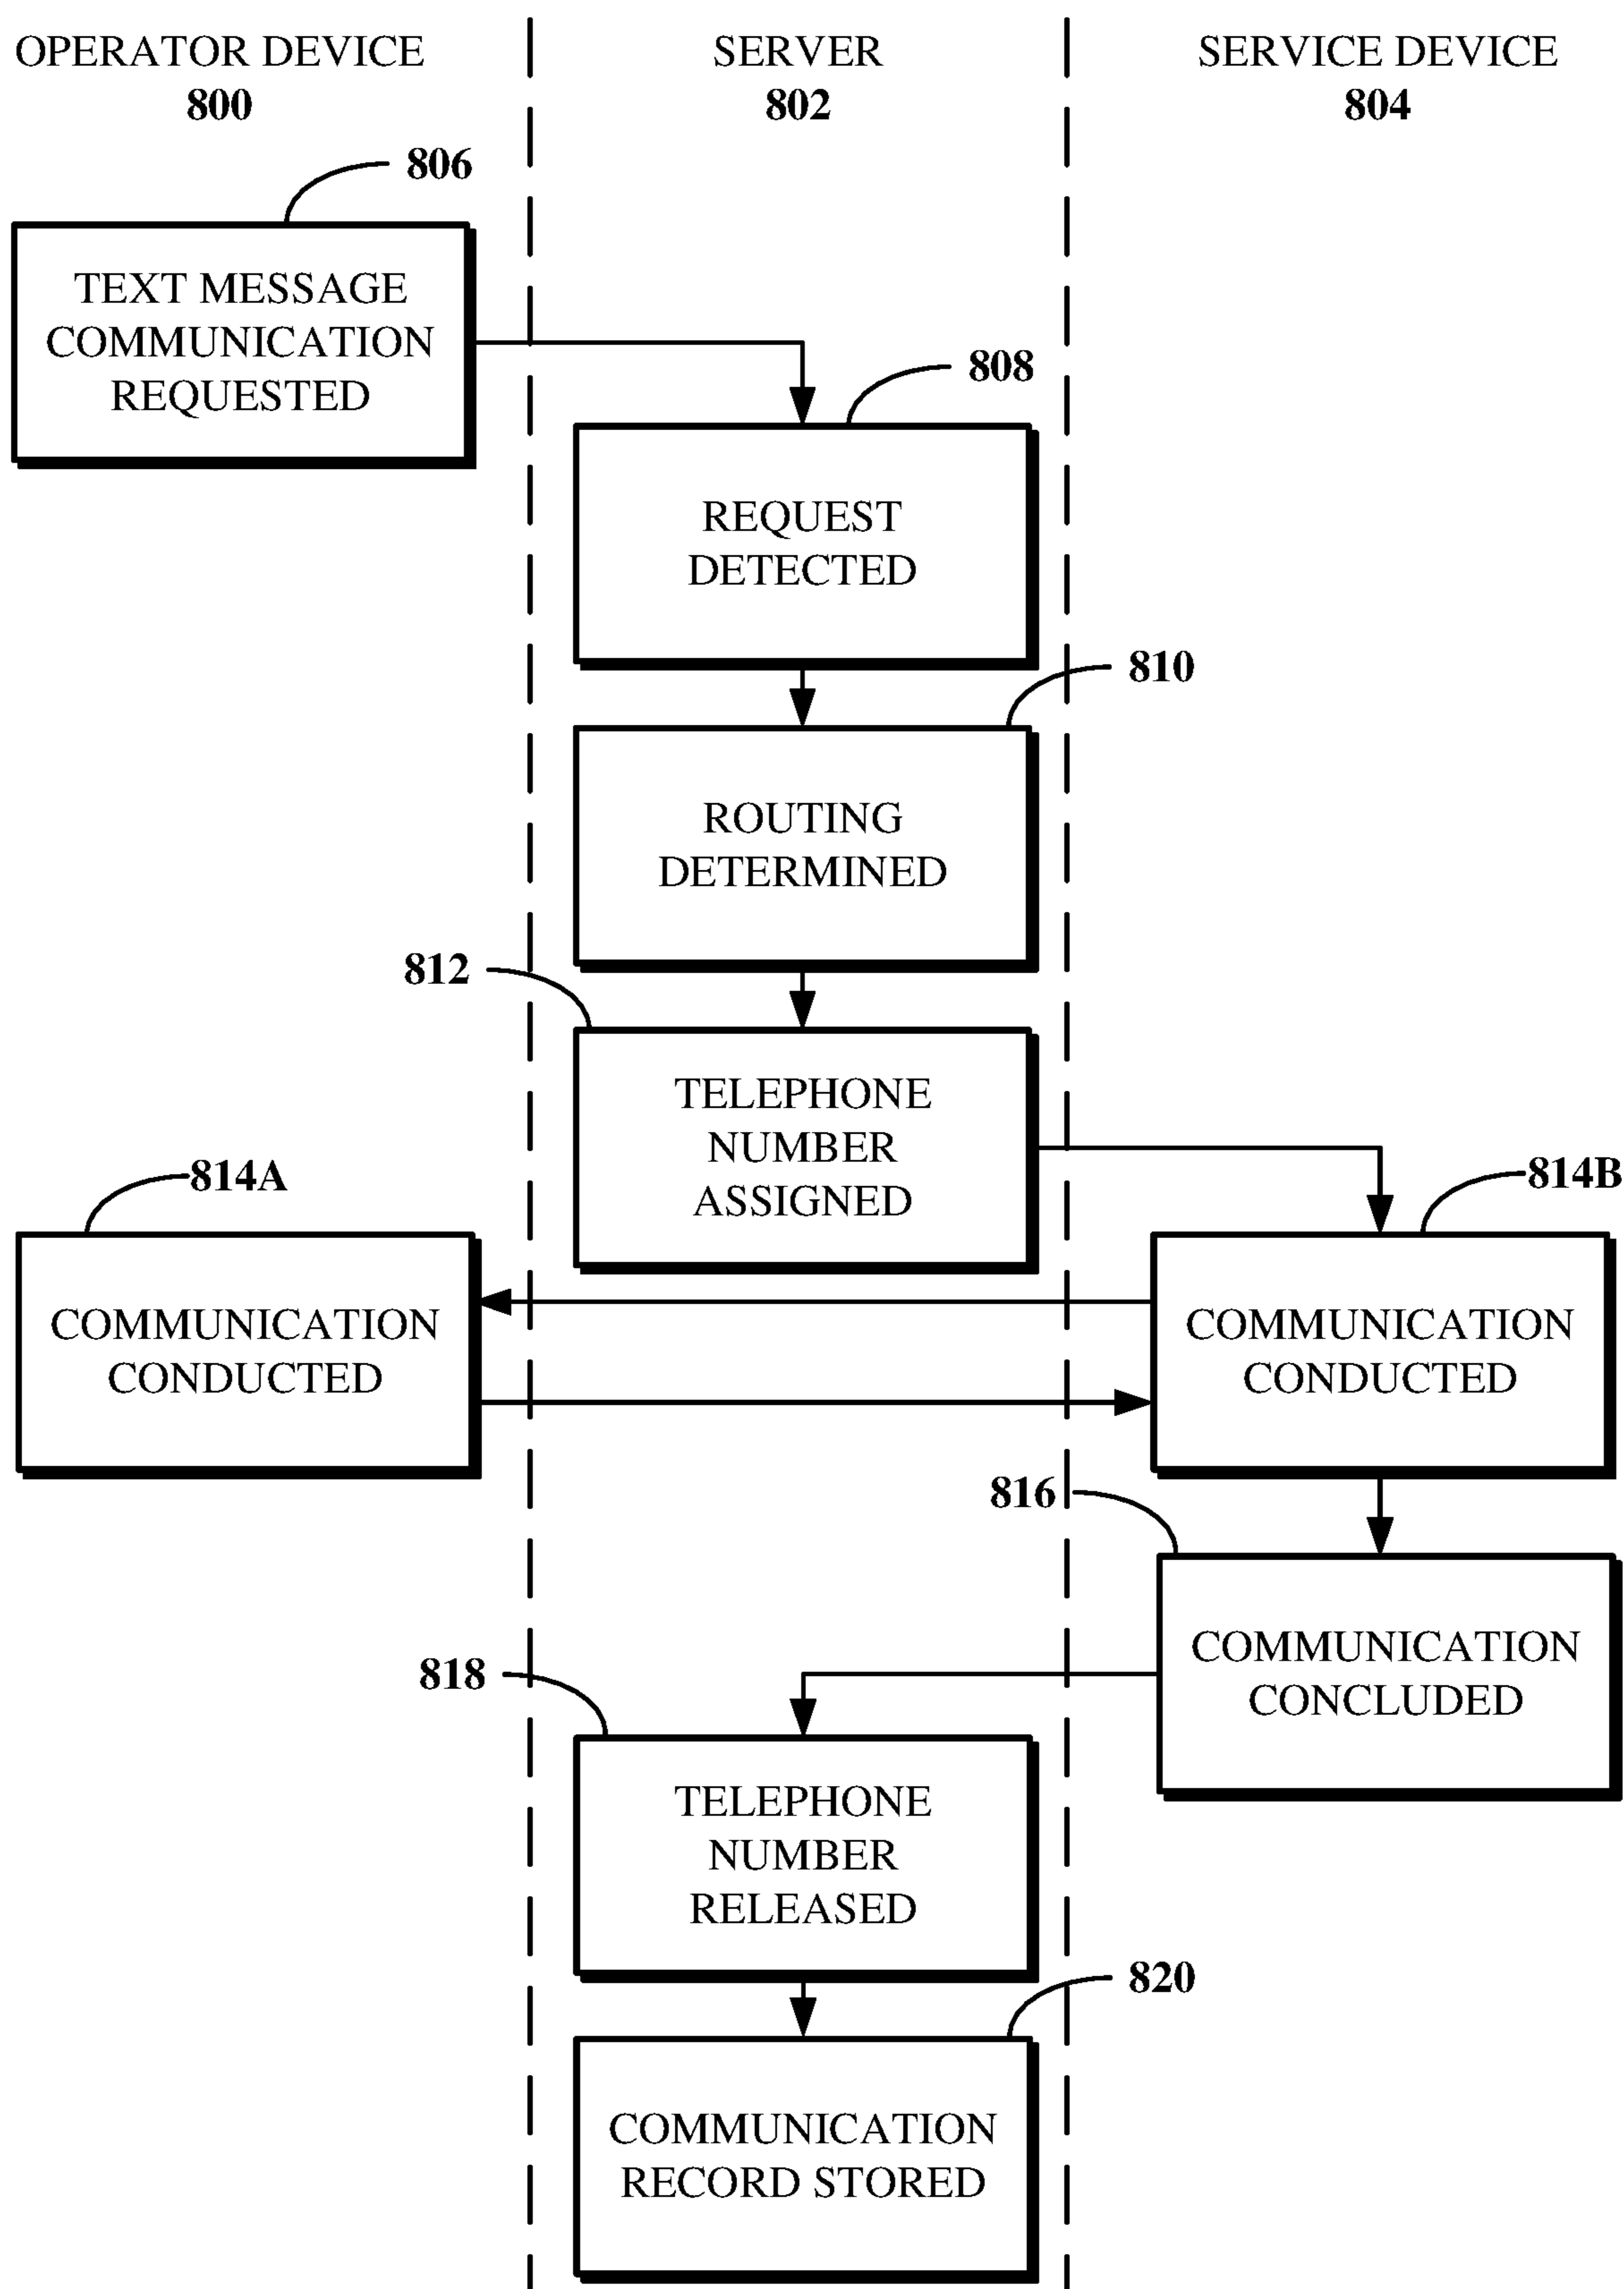 OPERATOR DEVICE
800
SERVER
802
SERVICE DEVICE
804
806
TEXT MESSAGE
COMMUNICATION
REQUESTED
808
REQUEST
DETECTED
810
ROUTING
DETERMINED
812
TELEPHONE
NUMBER
ASSIGNED
814A
COMMUNICATION
CONDUCTED
814B
COMMUNICATION
CONDUCTED
816
COMMUNICATION
CONCLUDED
818
TELEPHONE
NUMBER
RELEASED
820
COMMUNICATION
RECORD STORED